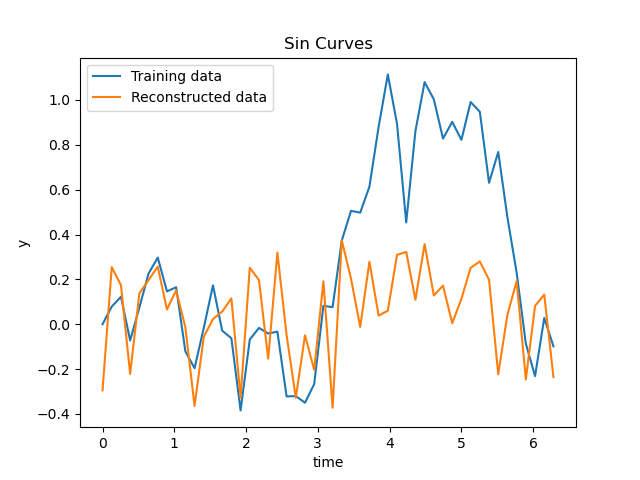 Sin Curves
Training data
Reconstructed data
1.0
0.8
0.6
0.4
0.2
0.0
−0.2
−0.4
y
0 1 2 3 4 5 6
time